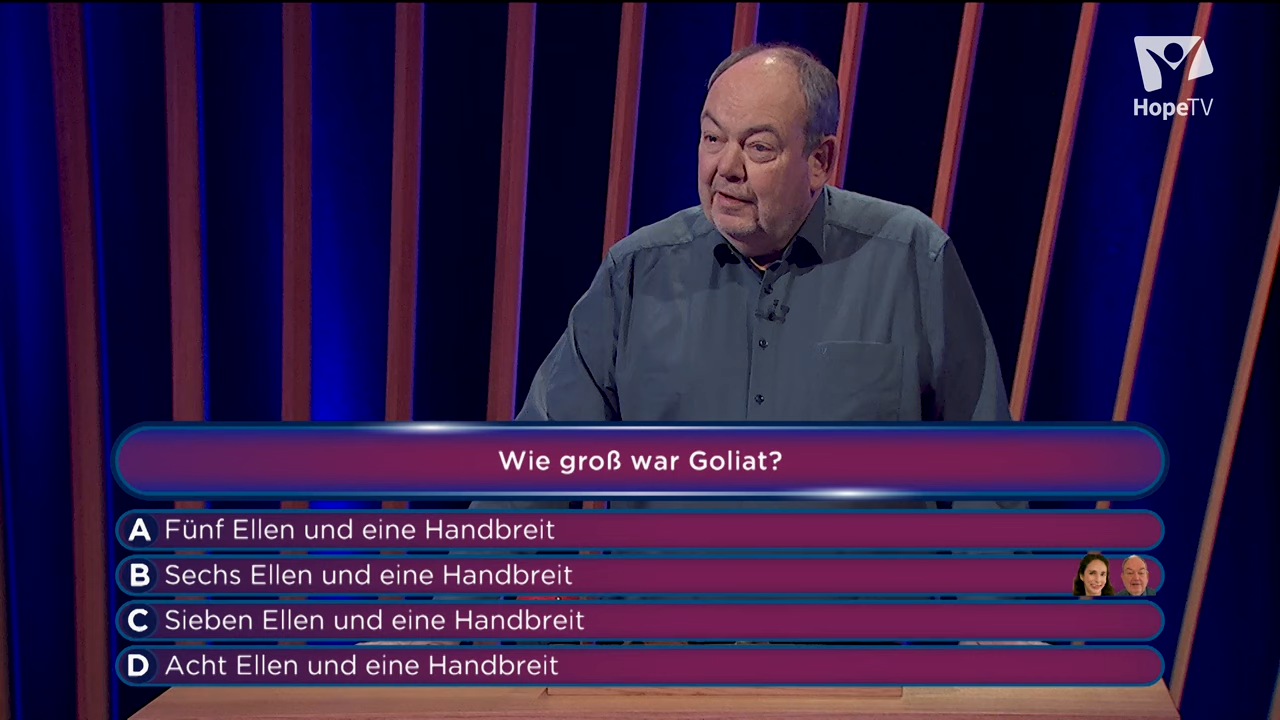 HopeTV
Wie groß war Goliat?
A Fünf Ellen und eine Handbreit
B Sechs Ellen und eine Handbreit
C Sieben Ellen und eine Handbreit
D Acht Ellen und eine Handbreit